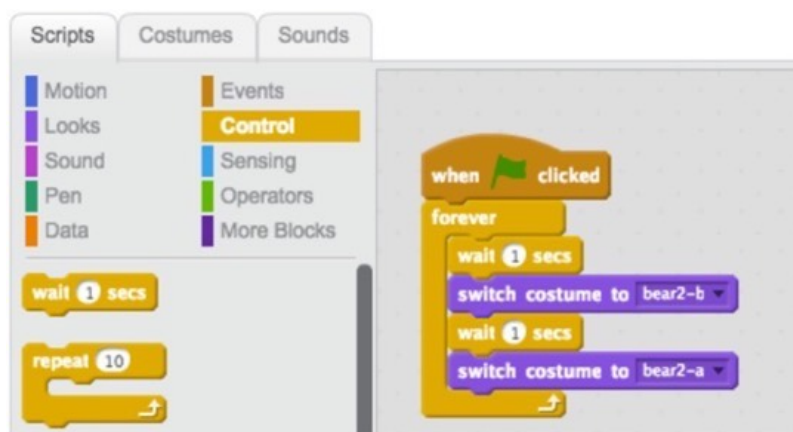 Scripts Costumes Sounds
Motion Events
Looks Control
Sound Sensing
Pen Operators
Data More Blocks
wait 1 secs
repeat 10
when clicked
forever
wait 1 secs
switch costume to bear2-b
wait 1 secs
switch costume to bear2-a